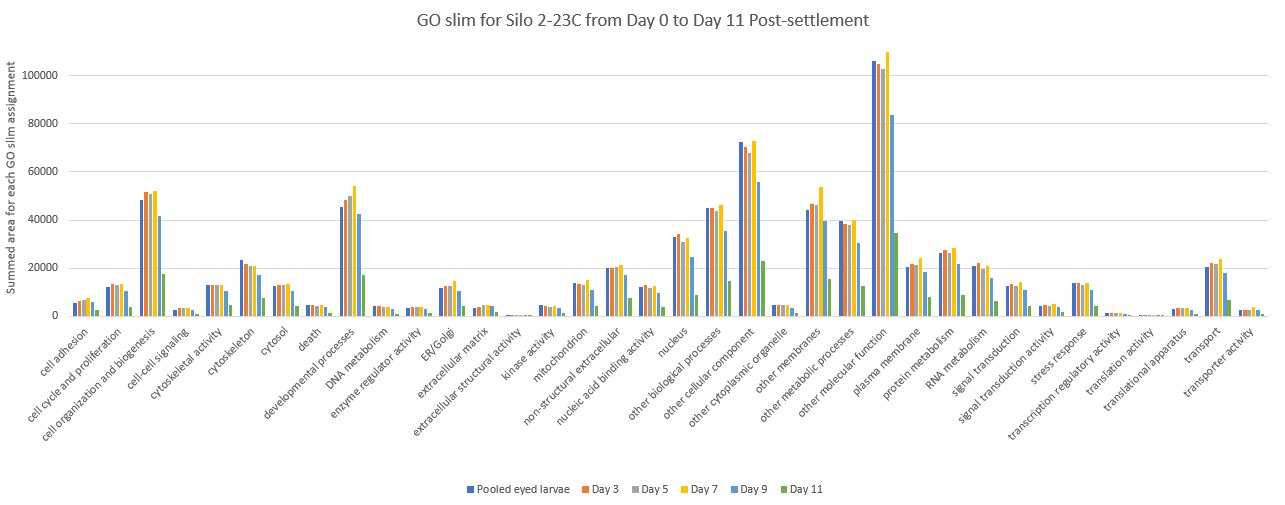 GO slim for Silo 2-23C from Day 0 to Day 11 Post-settlement
Summed area for each GO slim assignment
100000
80000
60000
40000
20000
0
cell adhesion
cell cycle and proliferation
cell organization and biogenesis
cell-cell signaling
cytoskeletal activity
cytoskeleton
cytosol
death
developmental processes
DNA metabolism
enzyme regulator activity
ER/Golgi
extracellular matrix
extracellular structural activity
kinase activity
mitochondrion
non-structural extracellular
nucleic acid binding activity
nucleus
other biological processes
other cellular component
other cytoplasmic organelle
other membranes
other metabolic processes
other molecular function
plasma membrane
protein metabolism
RNA metabolism
signal transduction
signal transduction activity
stress response
transcription regulatory activity
translation activity
translational apparatus
transport
transporter activity
Pooled eyed larvae Day 3 Day 5 Day 7 Day 9 Day 11